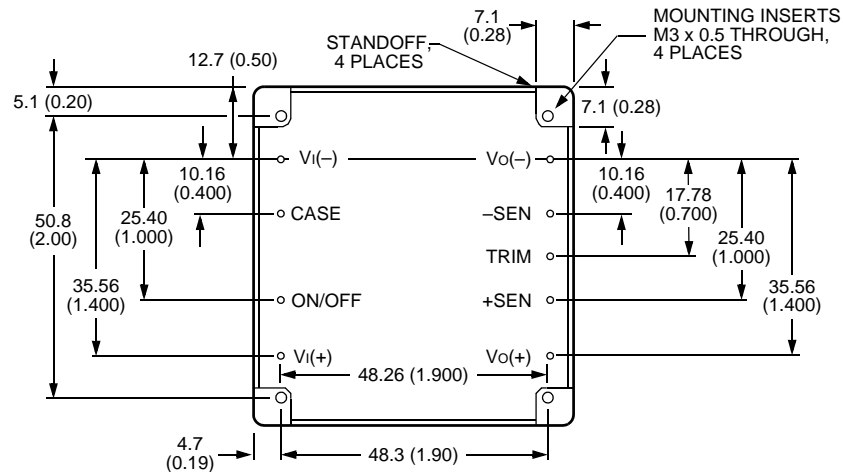 7.1
(0.28)
MOUNTING INSERTS
M3 x 0.5 THROUGH,
4 PLACES
STANDOFF,
4 PLACES
12.7 (0.50)
5.1 (0.20)
7.1 (0.28)
VI(–)
VO(–)
10.16
(0.400)
10.16
(0.400)
17.78
(0.700)
CASE
–SEN
50.8
(2.00)
25.40
(1.000)
25.40
(1.000)
TRIM
35.56
(1.400)
35.56
(1.400)
ON/OFF
+SEN
VI(+)
VO(+)
48.26 (1.900)
4.7
(0.19)
48.3 (1.90)